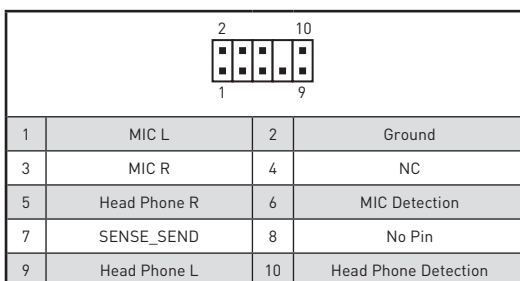 2 10
1 9
1 MIC L 2 Ground
3 MIC R 4 NC
5 Head Phone R 6 MIC Detection
7 SENSE_SEND 8 No Pin
9 Head Phone L 10 Head Phone Detection